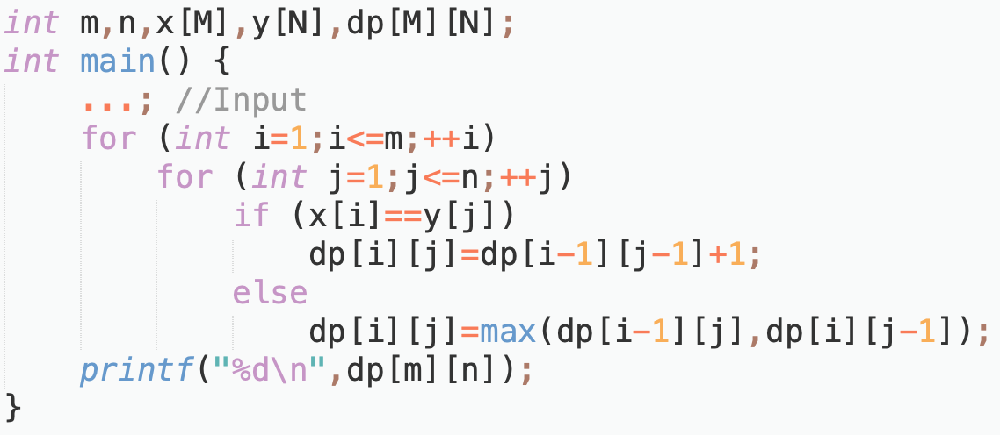 int m,n,x[M],y[N],dp[M][N];
int main() {
    ...; //Input
    for (int i=1;i<=m;++i)
        for (int j=1;j<=n;++j)
            if (x[i]==y[j])
                dp[i][j]=dp[i-1][j-1]+1;
            else
                dp[i][j]=max(dp[i-1][j],dp[i][j-1]);
    printf("%d\n",dp[m][n]);
}